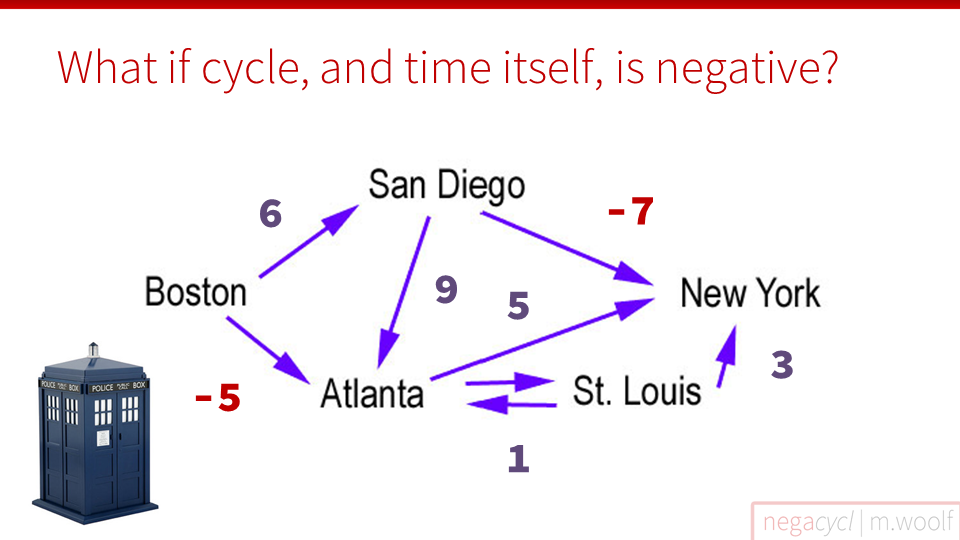 What if cycle, and time itself, is negative?
San Diego
6
-7
Boston
9
5
New York
-5
Atlanta
St. Louis
3
1
POLICE BOX
POLICE BOX
negacycl | m.woolf